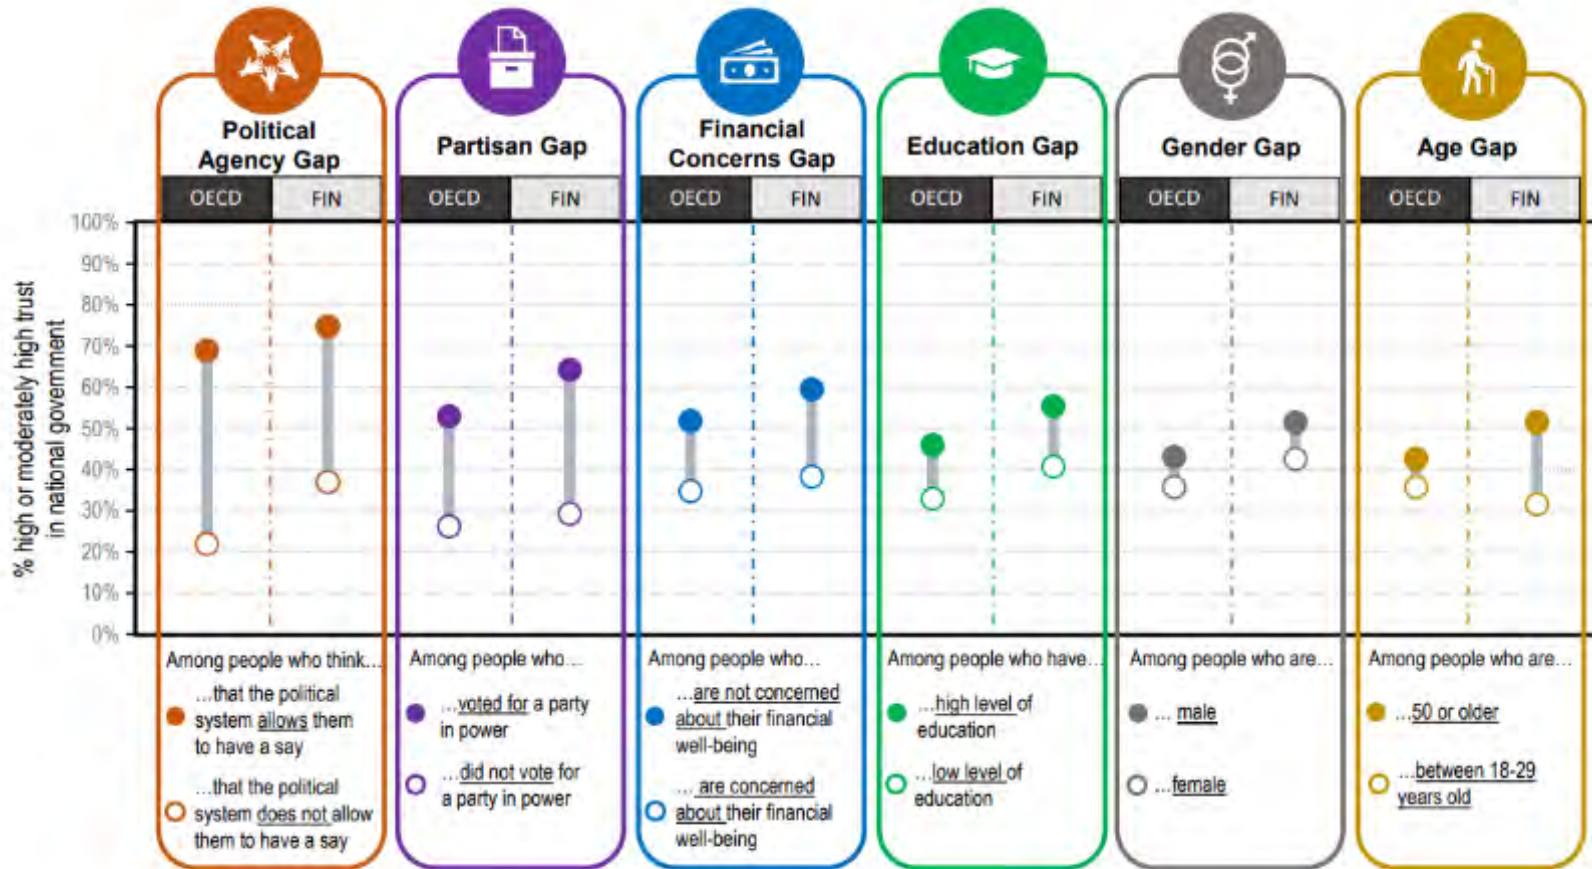 Political
Agency Gap
Partisan Gap
Financial
Concerns Gap
Education Gap
Gender Gap
Age Gap
OECD FIN
OECD FIN
OECD FIN
OECD FIN
OECD FIN
OECD FIN
% high or moderately high trust
in national government
100%
90%
80%
70%
60%
50%
40%
30%
20%
10%
0%
Among people who think...
...that the political
system allows them
to have a say
...that the political
system does not allow
them to have a say
Among people who...
...voted for a party
in power
...did not vote for
a party in power
Among people who...
...are not concerned
about their financial
well-being
... are concerned
about their financial
well-being
Among people who have...
...high level of
education
...low level of
education
Among people who are...
... male
...female
Among people who are...
...50 or older
...between 18-29
years old